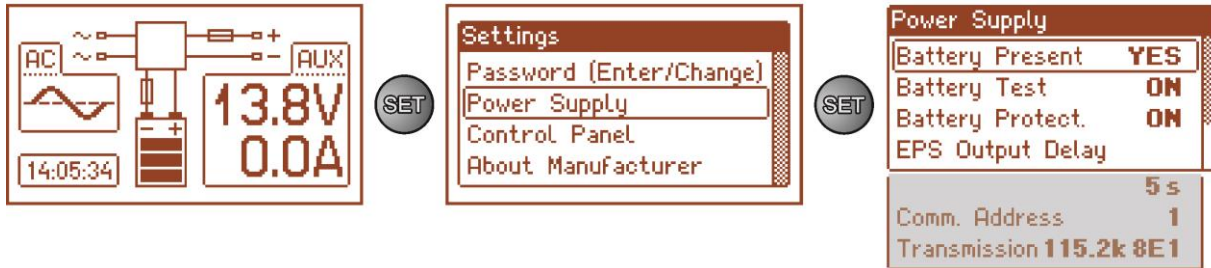 AC
AUX
13.8V
0.0A
14:05:34
SET
Settings
Password (Enter/Change)
Power Supply
Control Panel
About Manufacturer
SET
Power Supply
Battery Present YES
Battery Test ON
Battery Protect. ON
EPS Output Delay
5 s
Comm. Address 1
Transmission 115.2k 8E1